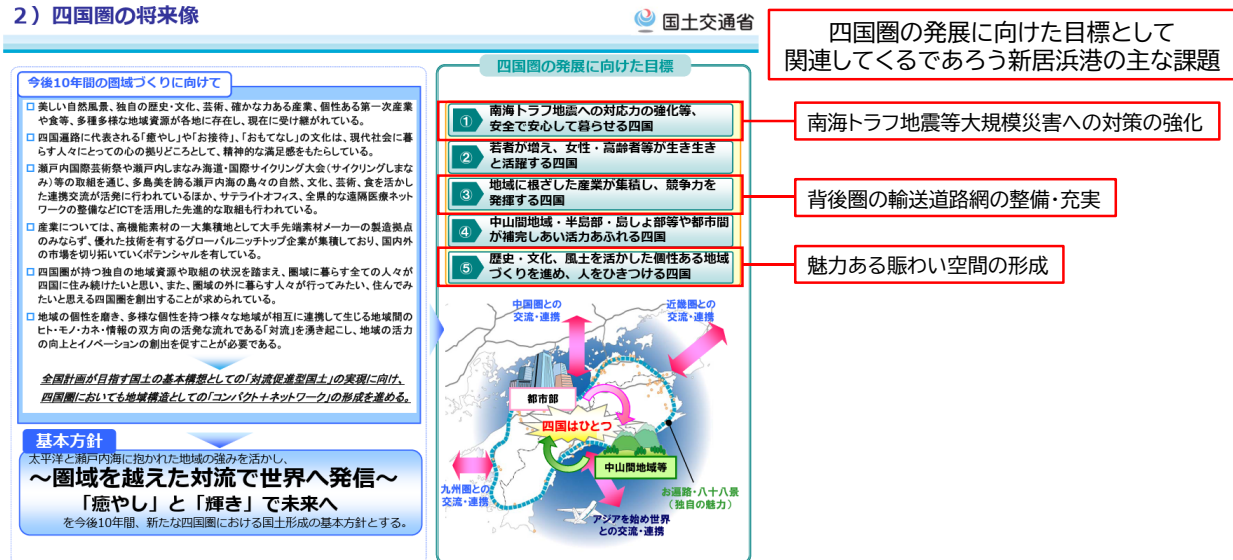 2）四国圏の将来像
国土交通省
四国圏の発展に向けた目標として
関連してくるであろう新居浜港の主な課題
今後10年間の圏域づくりに向けて
□ 美しい自然風景、独自の歴史・文化、芸術、確かな力ある産業、個性ある第一次産業
や食等、多種多様な地域資源が各地に存在し、現在に受け継がれている。
□ 四国遍路に代表される「癒やし」や「お接待」、「おもてなし」の文化は、現代社会に暮
らす人々にとっての心の拠りどころとして、精神的な満足感をもたらしている。
□ 瀬戸内国際芸術祭や瀬戸内しまなみ海道・国際サイクリング大会（サイクリングしまな
み）等の取組を通じ、多島美を誇る瀬戸内海の島々の自然、文化、芸術、食を活かし
た連携交流が活発に行われているほか、サテライトオフィス、全県的な遠隔医療ネット
ワークの整備などICTを活用した先進的な取組も行われている。
□ 産業については、高機能素材の一大集積地として大手先端素材メーカーの製造拠点
のみならず、優れた技術を有するグローバルニッチトップ企業が集積しており、国内外
の市場を切り拓いていくポテンシャルを有している。
□ 四国圏が持つ独自の地域資源や取組の状況を踏まえ、圏域に暮らす全ての人々が
四国に住み続けたいと思い、また、圏域の外に暮らす人々が行ってみたい、住んでみ
たいと思える四国圏を創出することが求められている。
□ 地域の個性を磨き、多様な個性を持つ様々な地域が相互に連携して生じる地域間の
ヒト・モノ・カネ・情報の双方向の活発な流れである「対流」を湧き起こし、地域の活力
の向上とイノベーションの創出を促すことが必要である。
全国計画が目指す国土の基本構想としての「対流促進型国土」の実現に向け、
四国圏においても地域構造としての「コンパクト＋ネットワーク」の形成を進める。
基本方針
太平洋と瀬戸内海に抱かれた地域の強みを活かし、
～圏域を越えた対流で世界へ発信～
「癒やし」と「輝き」で未来へ
を今後10年間、新たな四国圏における国土形成の基本方針とする。
四国圏の発展に向けた目標
① 南海トラフ地震への対応力の強化等、
安全で安心して暮らせる四国
② 若者が増え、女性・高齢者等が生き生き
と活躍する四国
③ 地域に根ざした産業が集積し、競争力を
発揮する四国
④ 中山間地域・半島部・島しょ部等や都市間
が補完しあい活力あふれる四国
⑤ 歴史・文化、風土を活かした個性ある地域
づくりを進め、人をひきつける四国
南海トラフ地震等大規模災害への対策の強化
背後圏の輸送道路網の整備・充実
魅力ある賑わい空間の形成
中国圏との
交流・連携
近畿圏との
交流・連携
都市部
四国はひとつ
中山間地域等
九州圏との
交流・連携
お遍路・八十八景
（独自の魅力）
アジアを始め世界
との交流・連携